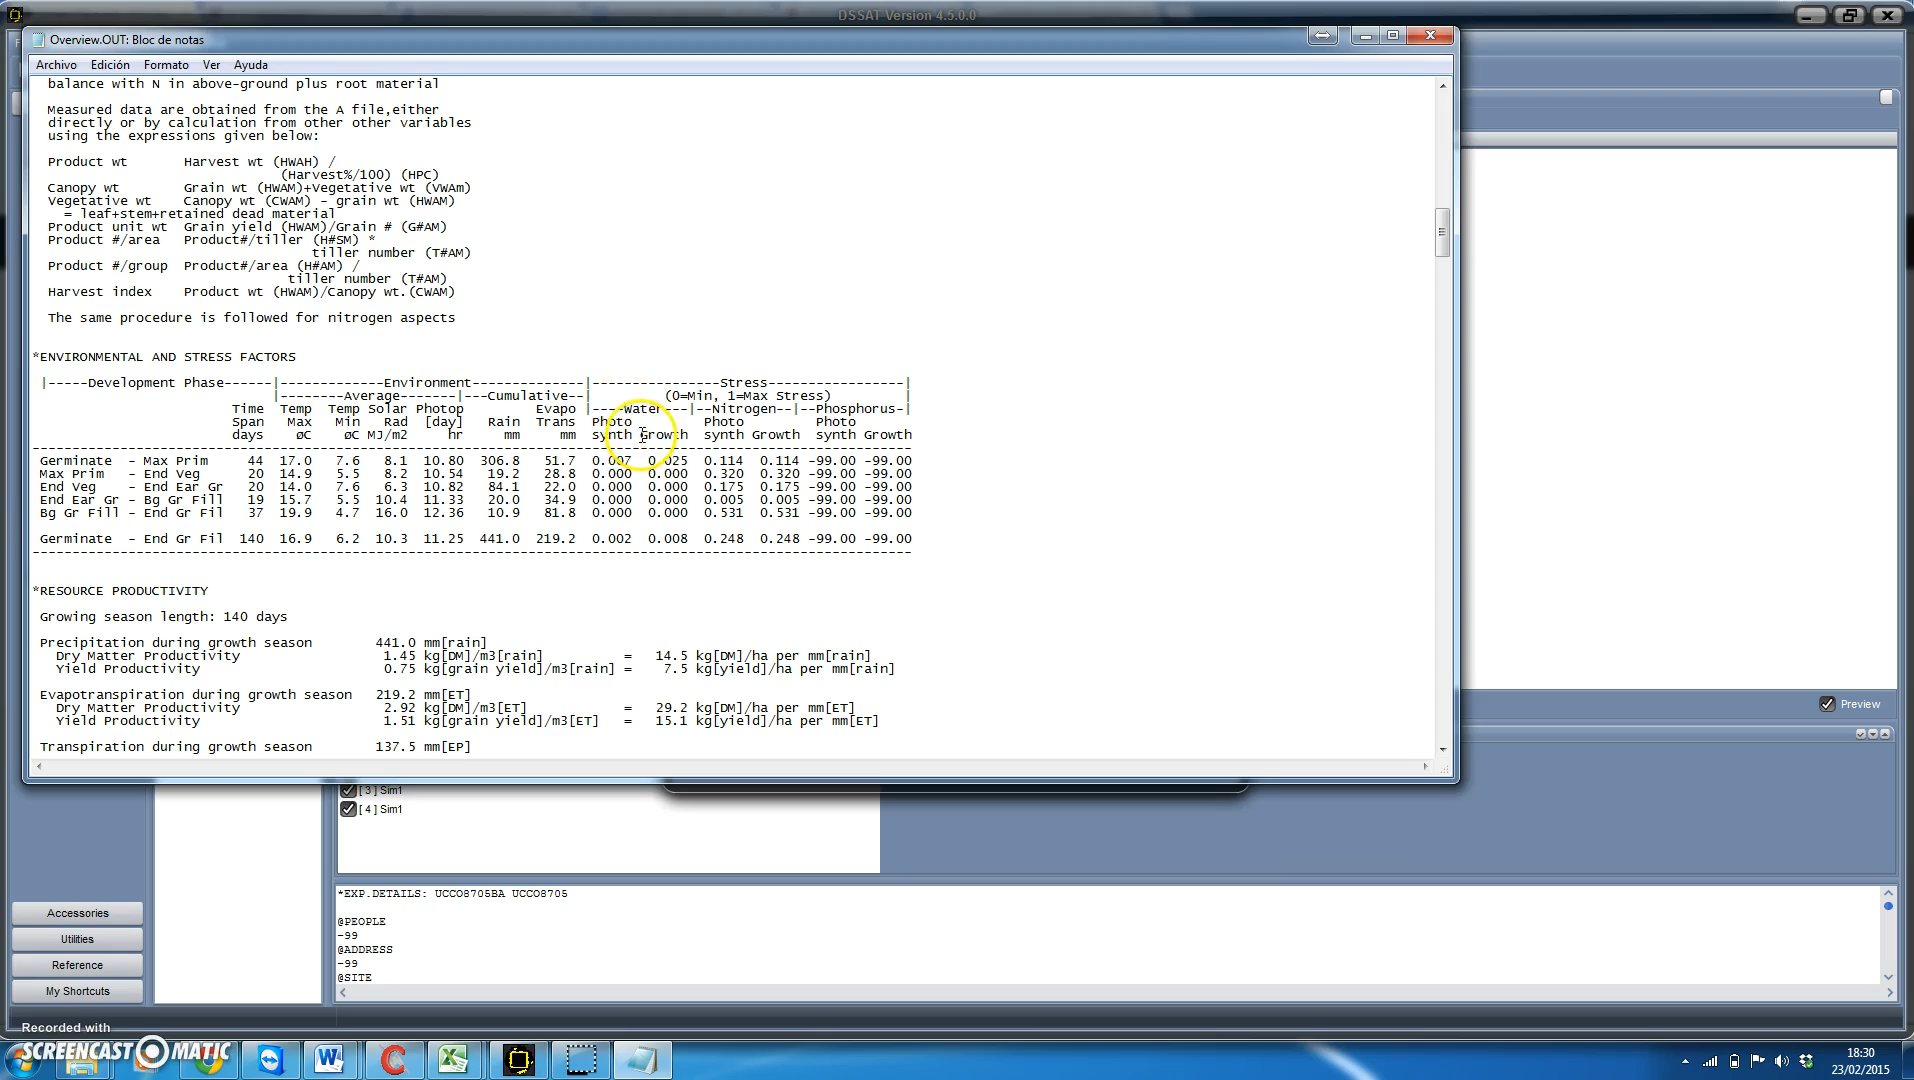 DSSAT Version 4.5.0.0
Overview.OUT: Bloc de notas
Archivo Edición Formato Ver Ayuda
balance with N in above-ground plus root material
Measured data are obtained from the A file,either
directly or by calculation from other other variables
using the expressions given below:
Product wt Harvest wt (HWAH) /
(Harvest%/100) (HPC)
Canopy wt Grain wt (HWAM)+Vegetative wt (VWAm)
Vegetative wt Canopy wt (CWAM) - grain wt (HWAM)
= leaf+stem+retained dead material
Product unit wt Grain yield (HWAM)/Grain # (G#AM)
Product #/area Product#/tiller (H#SM) *
tiller number (T#AM)
Product #/group Product#/area (H#AM) /
tiller number (T#AM)
Harvest index Product wt (HWAM)/Canopy wt.(CWAM)
The same procedure is followed for nitrogen aspects
*ENVIRONMENTAL AND STRESS FACTORS
|-----Development Phase------|-------------Environment--------------|----------------Stress-----------------|
|--------Average-------|---Cumulative--| (0=Min, 1=Max Stress) |
Time Temp Temp Solar Photop Evapo |----Water---|--Nitrogen--|--Phosphorus-|
Span Max Min Rad [day] Rain Trans Photo Photo Photo
days øC øC MJ/m2 hr mm mm synth Growth synth Growth synth Growth
Germinate - Max Prim 44 17.0 7.6 8.1 10.80 306.8 51.7 0.007 0.025 0.114 0.114 -99.00 -99.00
Max Prim - End Veg 20 14.9 5.5 8.2 10.54 19.2 28.8 0.000 0.000 0.320 0.320 -99.00 -99.00
End Veg - End Ear Gr 20 14.0 7.6 6.3 10.82 84.1 22.0 0.000 0.000 0.175 0.175 -99.00 -99.00
End Ear Gr - Bg Gr Fill 19 15.7 5.5 10.4 11.33 20.0 34.9 0.000 0.000 0.005 0.005 -99.00 -99.00
Bg Gr Fill - End Gr Fil 37 19.9 4.7 16.0 12.36 10.9 81.8 0.000 0.000 0.531 0.531 -99.00 -99.00
Germinate - End Gr Fil 140 16.9 6.2 10.3 11.25 441.0 219.2 0.002 0.008 0.248 0.248 -99.00 -99.00
*RESOURCE PRODUCTIVITY
Growing season length: 140 days
Precipitation during growth season 441.0 mm[rain]
Dry Matter Productivity 1.45 kg[DM]/m3[rain] = 14.5 kg[DM]/ha per mm[rain]
Yield Productivity 0.75 kg[grain yield]/m3[rain] = 7.5 kg[yield]/ha per mm[rain]
Evapotranspiration during growth season 219.2 mm[ET]
Dry Matter Productivity 2.92 kg[DM]/m3[ET] = 29.2 kg[DM]/ha per mm[ET]
Yield Productivity 1.51 kg[grain yield]/m3[ET] = 15.1 kg[yield]/ha per mm[ET]
Transpiration during growth season 137.5 mm[EP]
Preview
[ 3 ] Sim1
[ 4 ] Sim1
*EXP.DETAILS: UCCO8705BA UCCO8705
@PEOPLE
-99
@ADDRESS
-99
@SITE
Accessories
Utilities
Reference
My Shortcuts
Recorded with
SCREENCAST MATIC
18:30
23/02/2015